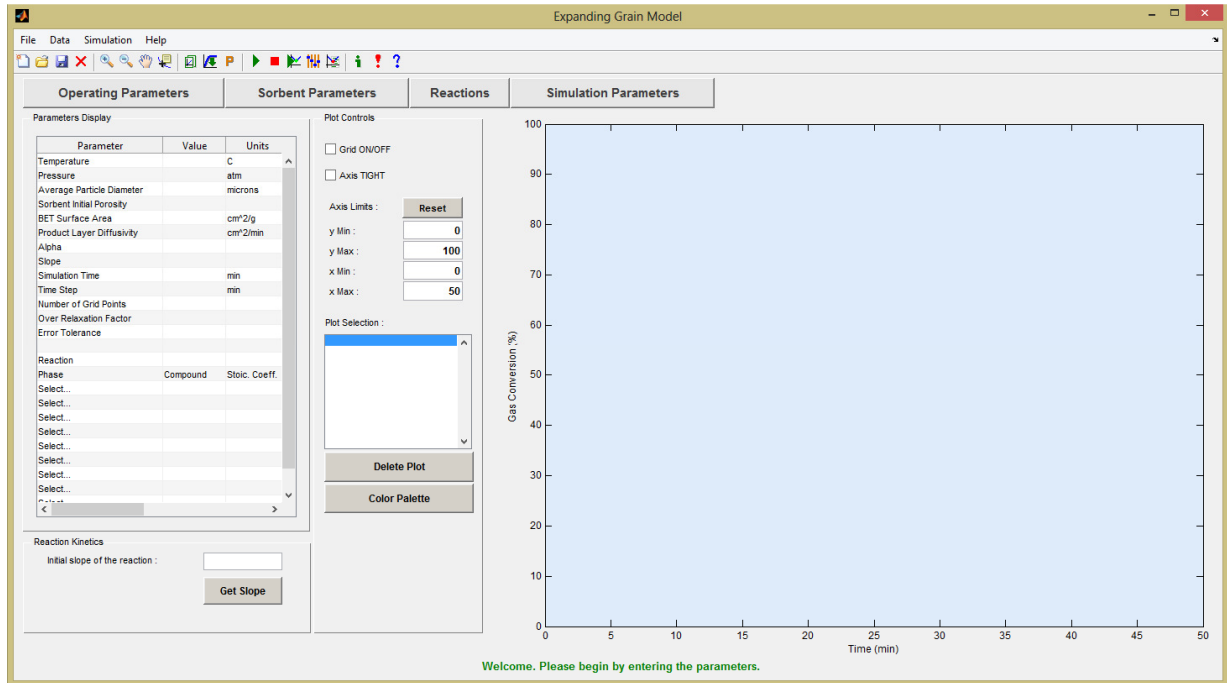 Expanding Grain Model
File Data Simulation Help
P
Operating Parameters Sorbent Parameters Reactions Simulation Parameters
Parameters Display
Parameter Value Units
Temperature C
Pressure atm
Average Particle Diameter microns
Sorbent Initial Porosity
BET Surface Area cm^2/g
Product Layer Diffusivity cm^2/min
Alpha
Slope
Simulation Time min
Time Step min
Number of Grid Points
Over Relaxation Factor
Error Tolerance
Reaction
Phase Compound Stoic. Coeff.
Select...
Select...
Select...
Select...
Select...
Select...
Select...
Select...
Reaction Kinetics
Initial slope of the reaction :
Get Slope
Plot Controls
Grid ON/OFF
Axis TIGHT
Axis Limits : Reset
y Min : 0
y Max : 100
x Min : 0
x Max : 50
Plot Selection :
Delete Plot
Color Palette
100
90
80
70
60
50
40
30
20
10
0
Gas Conversion (%)
0 5 10 15 20 25 30 35 40 45 50
Time (min)
Welcome. Please begin by entering the parameters.